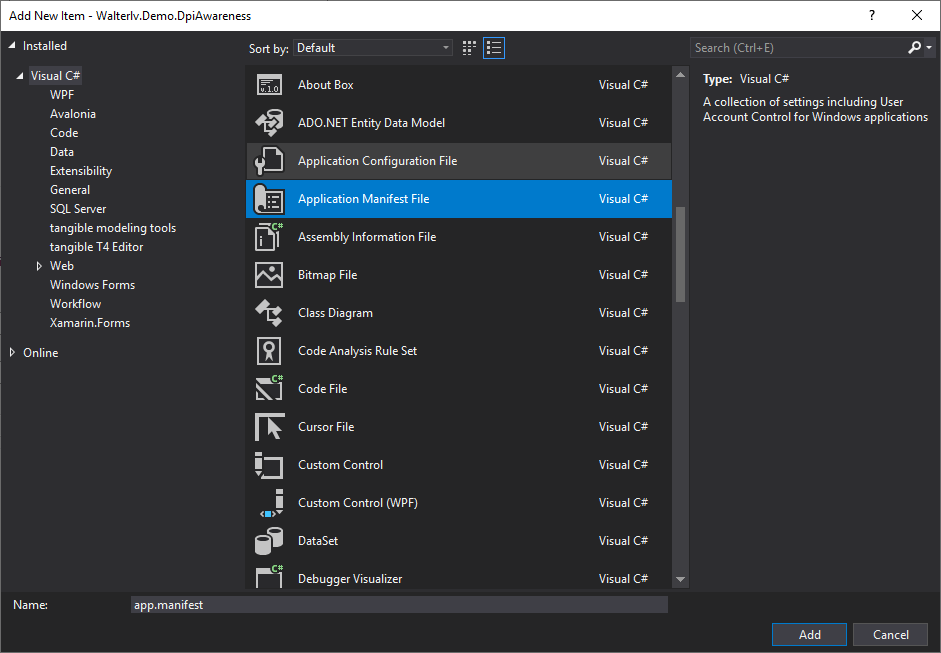 Add New Item - Walterlv.Demo.DpiAwareness
?
Installed
Sort by: Default
Search (Ctrl+E)
Visual C#
WPF
Avalonia
Code
Data
Extensibility
General
SQL Server
tangible modeling tools
tangible T4 Editor
Web
Windows Forms
Workflow
Xamarin.Forms
Online
v.1.0
About Box Visual C#
ADO.NET Entity Data Model Visual C#
Application Configuration File Visual C#
Application Manifest File Visual C#
C#
Assembly Information File Visual C#
Bitmap File Visual C#
Class Diagram Visual C#
Code Analysis Rule Set Visual C#
C#
Code File Visual C#
Cursor File Visual C#
Custom Control Visual C#
Custom Control (WPF) Visual C#
DataSet Visual C#
C#
Debugger Visualizer Visual C#
Type: Visual C#
A collection of settings including User
Account Control for Windows applications
Name: app.manifest
Add Cancel